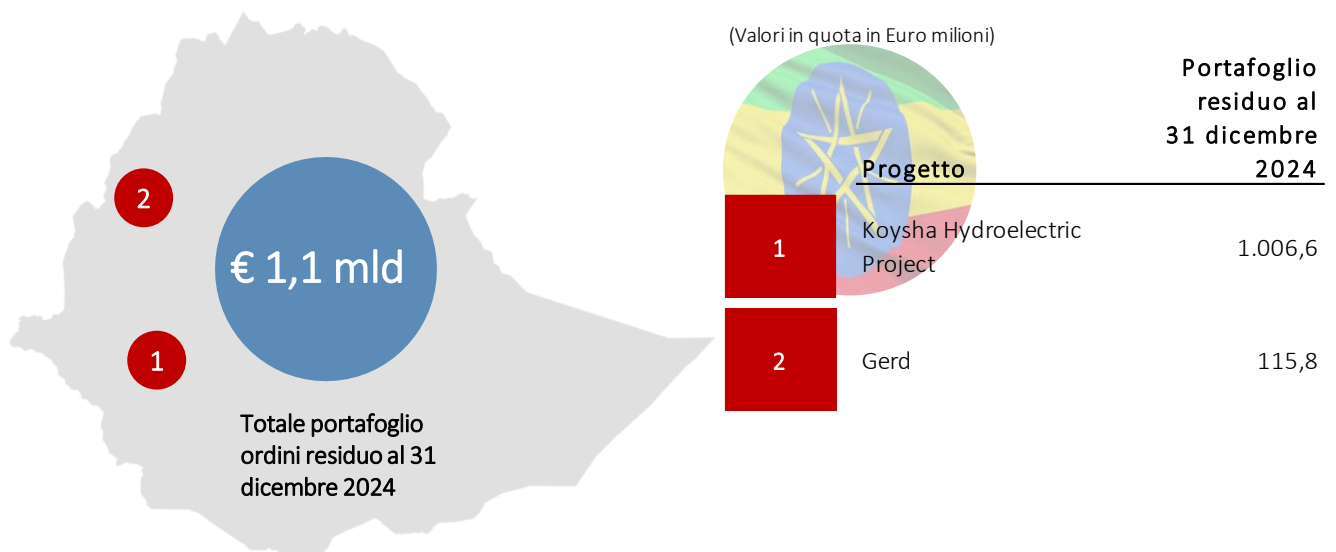 2
€ 1,1 mld
1
Totale portafoglio
ordini residuo al 31
dicembre 2024
(Valori in quota in Euro milioni)
Progetto
Portafoglio
residuo al
31 dicembre
2024
1
Koysha Hydroelectric
Project
1.006,6
2
Gerd
115,8